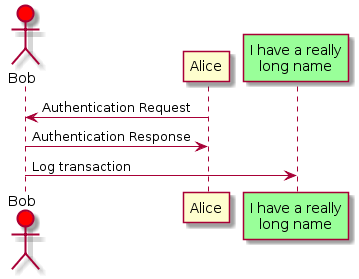 I have a really
long name
Alice
Bob
Authentication Request
Authentication Response
Log transaction
Bob
Alice
I have a really
long name